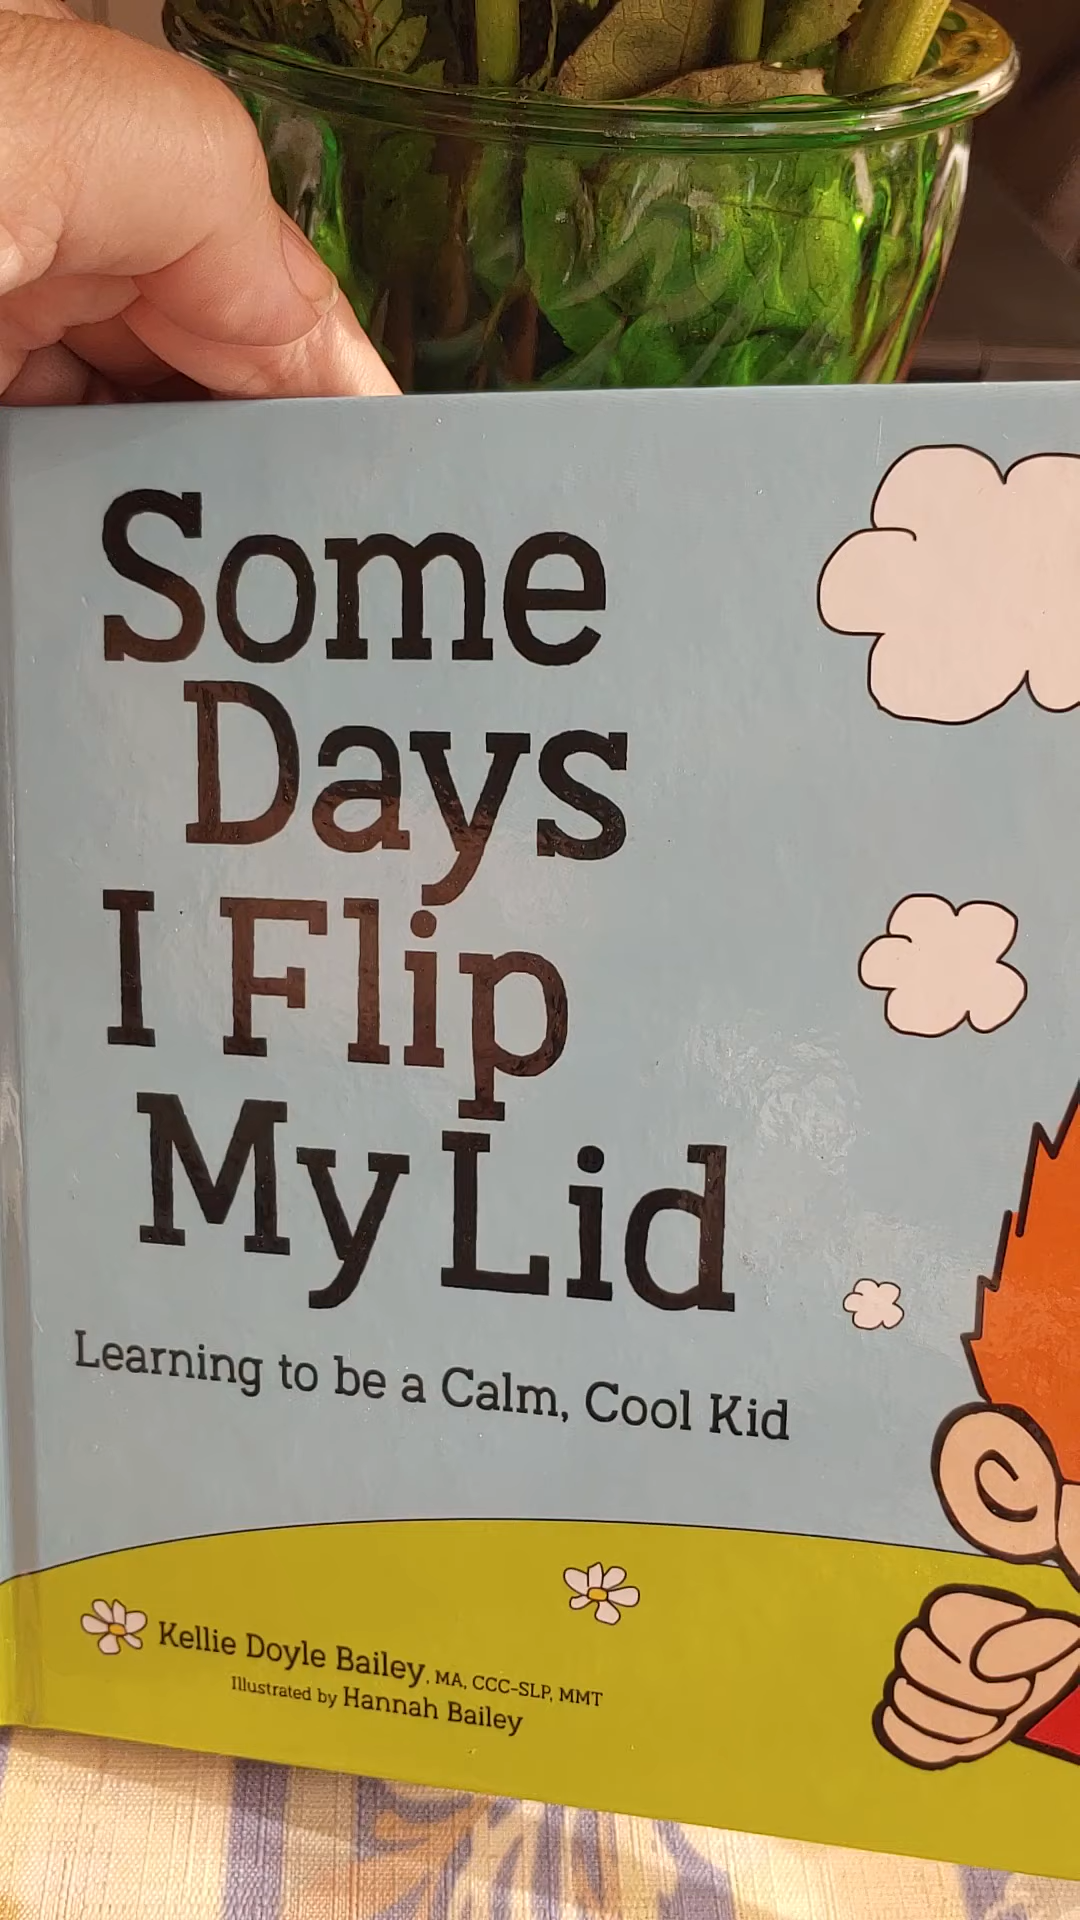 Some
Days
I Flip
My Lid
Learning to be a Calm, Cool Kid
Kellie Doyle Bailey, MA, CCC-SLP, MMT
Illustrated by Hannah Bailey